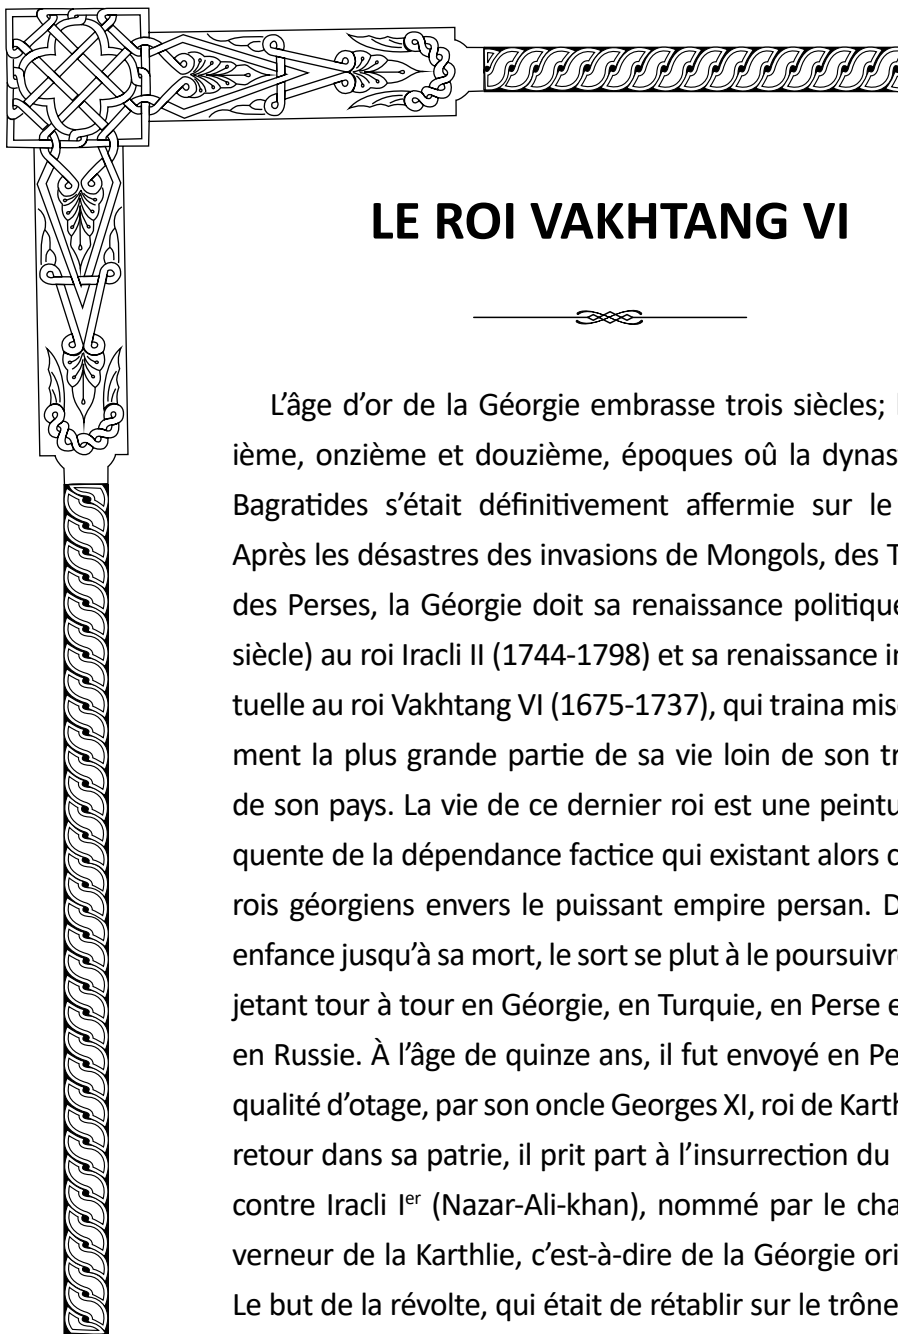 LE ROI VAKHTANG VI
L’âge d’or de la Géorgie embrasse trois siècles;
ième, onzième et douzième, époques oû la dynas
Bagratides s’était définitivement affermie sur le
Après les désastres des invasions de Mongols, des T
des Perses, la Géorgie doit sa renaissance politique
siècle) au roi Iracli II (1744-1798) et sa renaissance in
tuelle au roi Vakhtang VI (1675-1737), qui traina mis
ment la plus grande partie de sa vie loin de son tr
de son pays. La vie de ce dernier roi est une peintu
quente de la dépendance factice qui existant alors
rois géorgiens envers le puissant empire persan. D
enfance jusqu’à sa mort, le sort se plut à le poursuivr
jetant tour à tour en Géorgie, en Turquie, en Perse e
en Russie. À l’âge de quinze ans, il fut envoyé en Pe
qualité d’otage, par son oncle Georges XI, roi de Karth
retour dans sa patrie, il prit part à l’insurrection du
contre Iracli Iᵉʳ (Nazar-Ali-khan), nommé par le cha
verneur de la Karthlie, c’est-à-dire de la Géorgie ori
Le but de la révolte, qui était de rétablir sur le trône